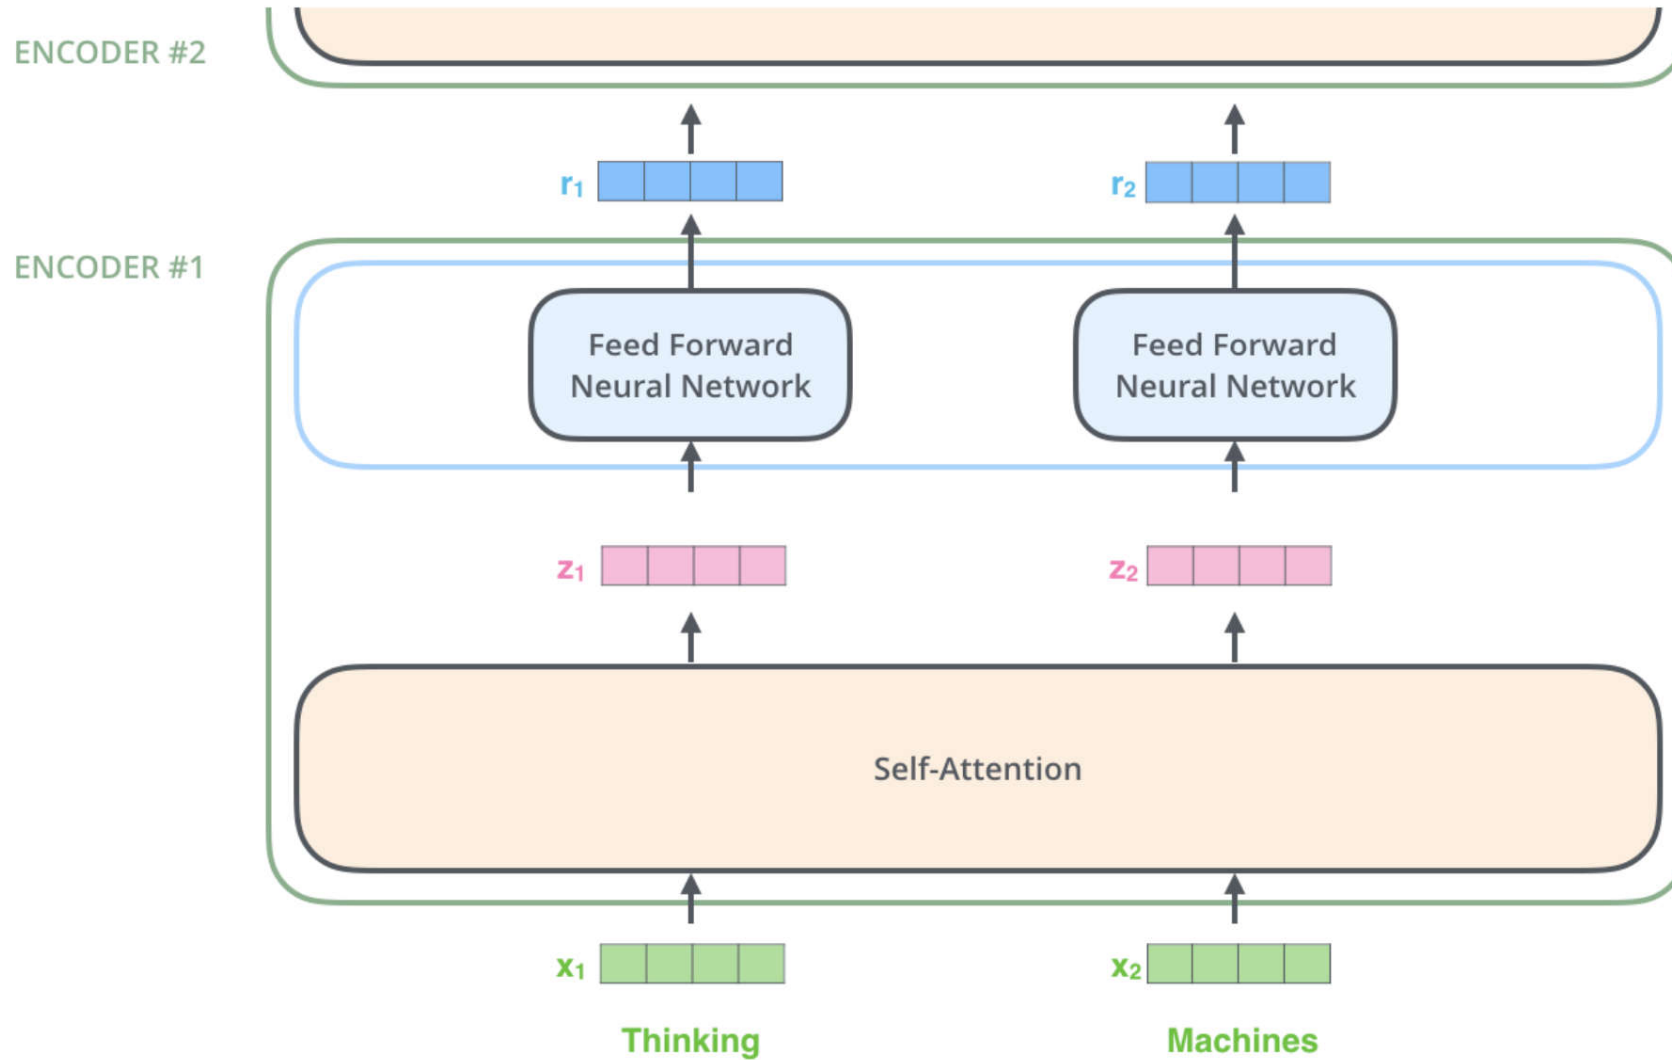 ENCODER #2
r₁
r₂
ENCODER #1
Feed Forward
Neural Network
Feed Forward
Neural Network
z₁
z₂
Self-Attention
x₁
x₂
Thinking
Machines